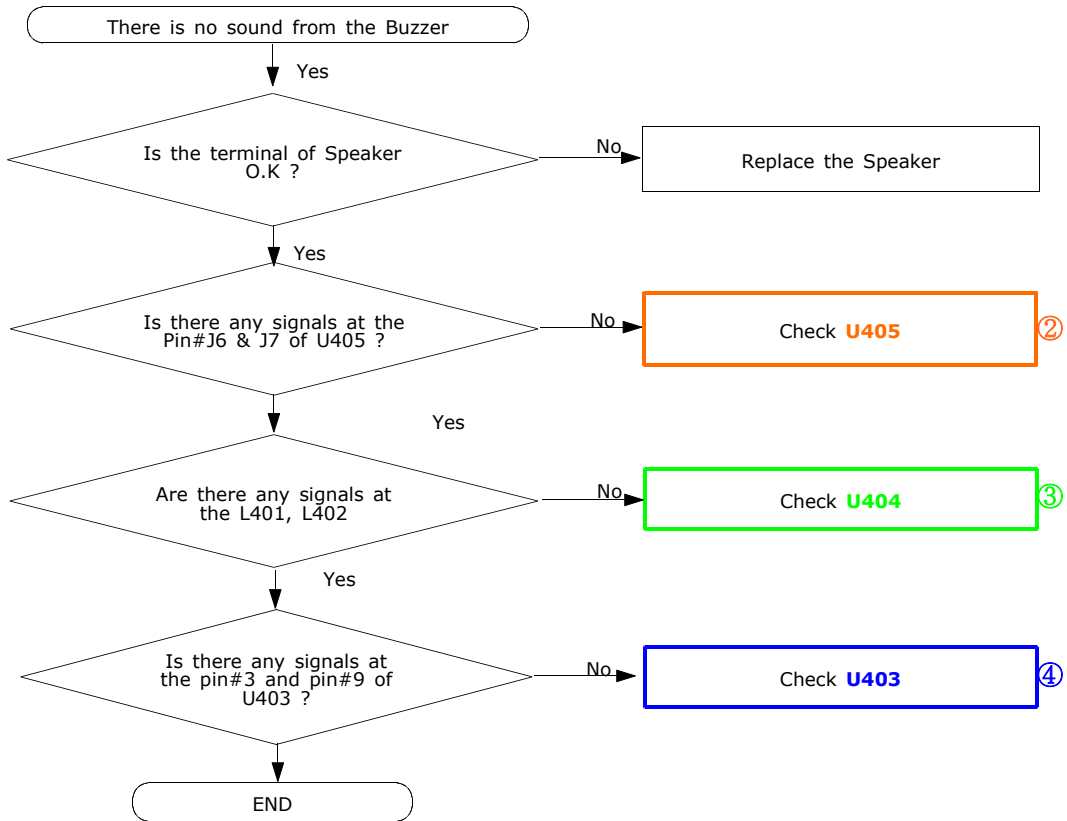 There is no sound from the Buzzer
Yes
Is the terminal of Speaker
O.K ?
No
Replace the Speaker
Yes
Is there any signals at the
Pin#J6 & J7 of U405 ?
No
Check U405
②
Yes
Are there any signals at
the L401, L402
No
Check U404
③
Yes
Is there any signals at
the pin#3 and pin#9 of
U403 ?
No
Check U403
④
END